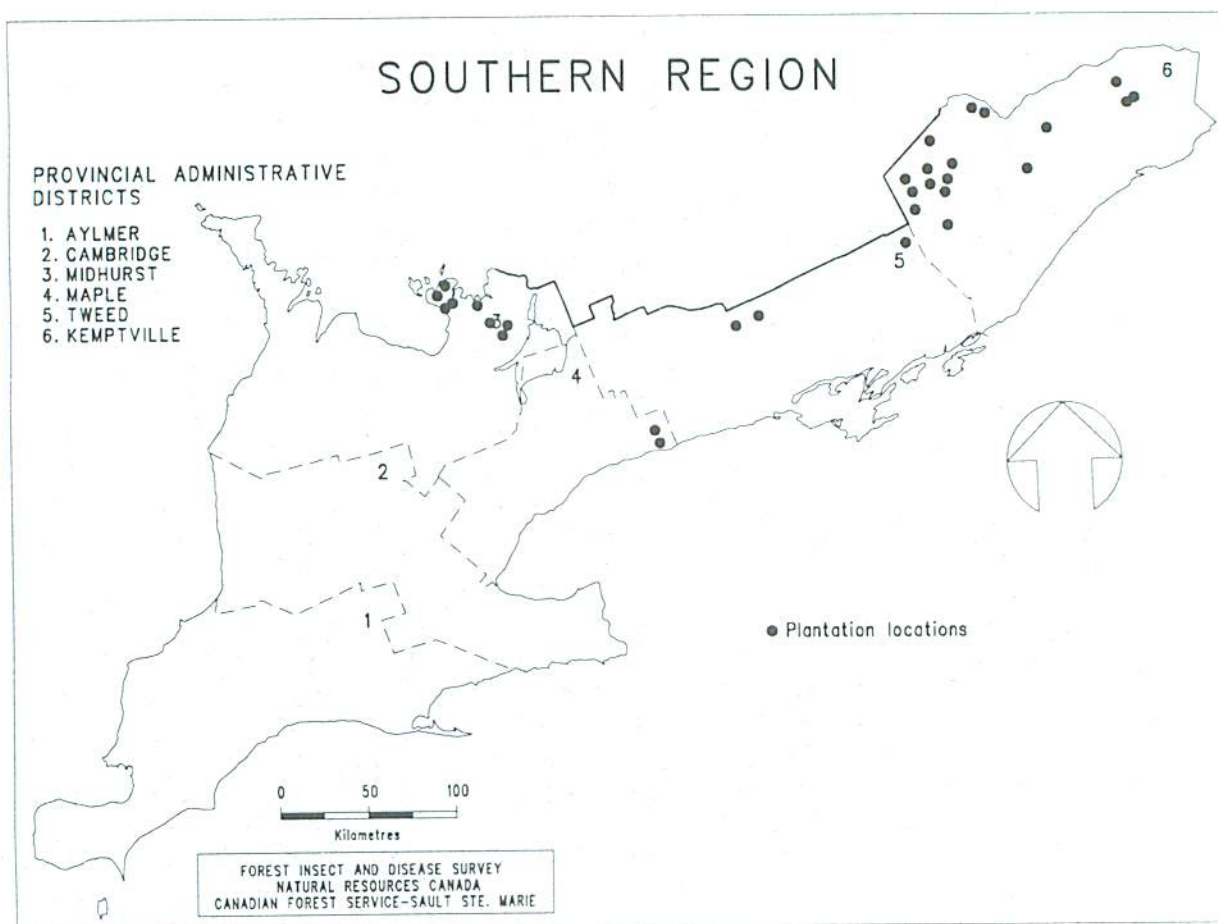 SOUTHERN REGION
PROVINCIAL ADMINISTRATIVE
DISTRICTS
1. AYLMER
2. CAMBRIDGE
3. MIDHURST
4. MAPLE
5. TWEED
6. KEMPTVILLE
6
5
3
4
2
1
Plantation locations
0 50 100
Kilometres
FOREST INSECT AND DISEASE SURVEY
NATURAL RESOURCES CANADA
CANADIAN FOREST SERVICE-SAULT STE. MARIE